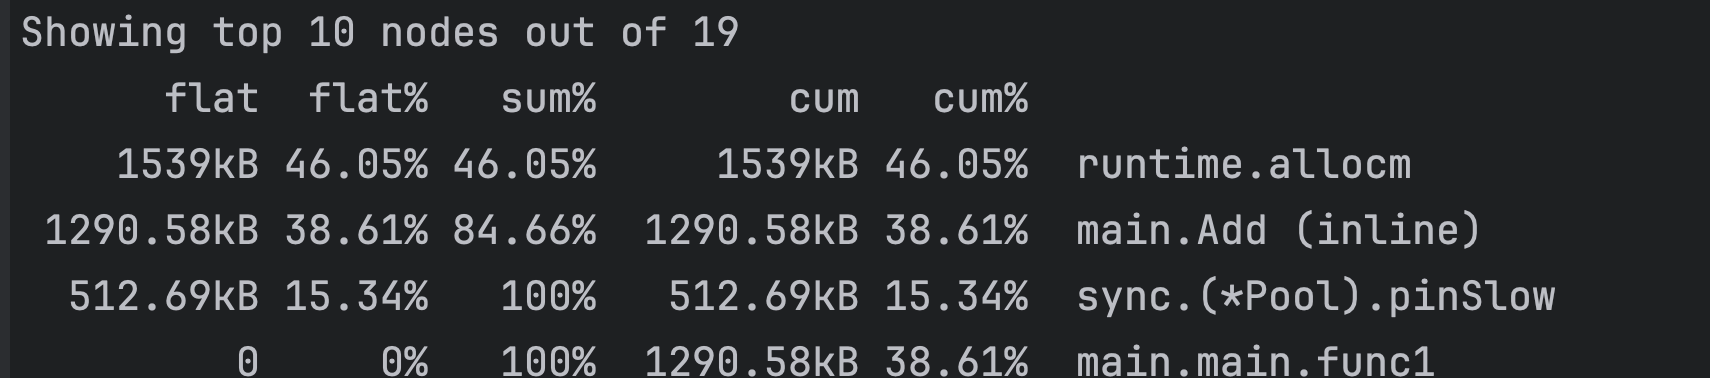 Showing top 10 nodes out of 19
flat flat% sum% cum cum%
1539kB 46.05% 46.05% 1539kB 46.05% runtime.allocm
1290.58kB 38.61% 84.66% 1290.58kB 38.61% main.Add (inline)
512.69kB 15.34% 100% 512.69kB 15.34% sync.(*Pool).pinSlow
0 0% 100% 1290.58kB 38.61% main.main.func1